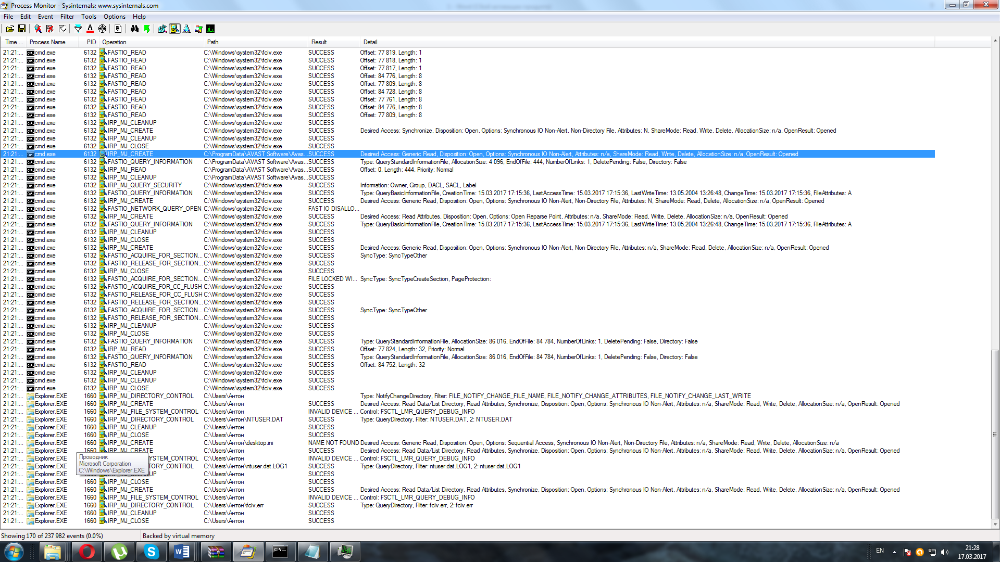 Process Monitor - Sysinternals: www.sysinternals.com
File Edit Event Filter Tools Options Help
Time ... Process Name PID Operation Path Result Detail
21:21:... cmd.exe 6132 FASTIO_READ C:\Windows\system32\fciv.exe SUCCESS Offset: 77 819, Length: 1
21:21:... cmd.exe 6132 FASTIO_READ C:\Windows\system32\fciv.exe SUCCESS Offset: 77 818, Length: 1
21:21:... cmd.exe 6132 FASTIO_READ C:\Windows\system32\fciv.exe SUCCESS Offset: 77 817, Length: 1
21:21:... cmd.exe 6132 FASTIO_READ C:\Windows\system32\fciv.exe SUCCESS Offset: 84 776, Length: 8
21:21:... cmd.exe 6132 FASTIO_READ C:\Windows\system32\fciv.exe SUCCESS Offset: 77 809, Length: 8
21:21:... cmd.exe 6132 FASTIO_READ C:\Windows\system32\fciv.exe SUCCESS Offset: 84 728, Length: 8
21:21:... cmd.exe 6132 FASTIO_READ C:\Windows\system32\fciv.exe SUCCESS Offset: 77 761, Length: 8
21:21:... cmd.exe 6132 FASTIO_READ C:\Windows\system32\fciv.exe SUCCESS Offset: 84 776, Length: 8
21:21:... cmd.exe 6132 FASTIO_READ C:\Windows\system32\fciv.exe SUCCESS Offset: 77 809, Length: 8
21:21:... cmd.exe 6132 IRP_MJ_CLEANUP C:\Windows\system32\fciv.exe SUCCESS
21:21:... cmd.exe 6132 IRP_MJ_CREATE C:\Windows\system32\fciv.exe SUCCESS Desired Access: Synchronize, Disposition: Open, Options: Synchronous IO Non-Alert, Non-Directory File, Attributes: N, ShareMode: Read, Write, Delete, AllocationSize: n/a, OpenResult: Opened
21:21:... cmd.exe 6132 IRP_MJ_CLEANUP C:\Windows\system32\fciv.exe SUCCESS
21:21:... cmd.exe 6132 IRP_MJ_CLOSE C:\Windows\system32\fciv.exe SUCCESS
21:21:... cmd.exe 6132 IRP_MJ_CREATE C:\ProgramData\AVAST Software\Avas... SUCCESS Desired Access: Generic Read, Disposition: Open, Options: Synchronous IO Non-Alert, Attributes: n/a, ShareMode: Read, Write, Delete, AllocationSize: n/a, OpenResult: Opened
21:21:... cmd.exe 6132 FASTIO_QUERY_INFORMATION C:\ProgramData\AVAST Software\Avas... SUCCESS Type: QueryStandardInformationFile, AllocationSize: 4 096, EndOfFile: 444, NumberOfLinks: 1, DeletePending: False, Directory: False
21:21:... cmd.exe 6132 IRP_MJ_READ C:\ProgramData\AVAST Software\Avas... SUCCESS Offset: 0, Length: 444, Priority: Normal
21:21:... cmd.exe 6132 IRP_MJ_CLEANUP C:\ProgramData\AVAST Software\Avas... SUCCESS
21:21:... cmd.exe 6132 IRP_MJ_QUERY_SECURITY C:\Windows\system32\fciv.exe SUCCESS Information: Owner, Group, DACL, SACL, Label
21:21:... cmd.exe 6132 FASTIO_QUERY_INFORMATION C:\Windows\system32\fciv.exe SUCCESS Type: QueryBasicInformationFile, CreationTime: 15.03.2017 17:15:36, LastAccessTime: 15.03.2017 17:15:36, LastWriteTime: 13.05.2004 13:26:48, ChangeTime: 15.03.2017 17:15:36, FileAttributes: A
21:21:... cmd.exe 6132 IRP_MJ_CREATE C:\Windows\system32\fciv.exe SUCCESS Desired Access: Generic Read, Disposition: Open, Options: Synchronous IO Non-Alert, Non-Directory File, Attributes: N, ShareMode: Read, Delete, AllocationSize: n/a, OpenResult: Opened
21:21:... cmd.exe 6132 FASTIO_NETWORK_QUERY_OPEN C:\Windows\system32\fciv.exe FAST IO DISALLO...
21:21:... cmd.exe 6132 IRP_MJ_CREATE C:\Windows\system32\fciv.exe SUCCESS Desired Access: Read Attributes, Disposition: Open, Options: Open Reparse Point, Attributes: n/a, ShareMode: Read, Write, Delete, AllocationSize: n/a, OpenResult: Opened
21:21:... cmd.exe 6132 FASTIO_QUERY_INFORMATION C:\Windows\system32\fciv.exe SUCCESS Type: QueryBasicInformationFile, CreationTime: 15.03.2017 17:15:36, LastAccessTime: 15.03.2017 17:15:36, LastWriteTime: 13.05.2004 13:26:48, ChangeTime: 15.03.2017 17:15:36, FileAttributes: A
21:21:... cmd.exe 6132 IRP_MJ_CLEANUP C:\Windows\system32\fciv.exe SUCCESS
21:21:... cmd.exe 6132 IRP_MJ_CLOSE C:\Windows\system32\fciv.exe SUCCESS
21:21:... cmd.exe 6132 IRP_MJ_CREATE C:\Windows\system32\fciv.exe SUCCESS Desired Access: Generic Read, Disposition: Open, Options: Synchronous IO Non-Alert, Non-Directory File, Attributes: n/a, ShareMode: Read, Delete, AllocationSize: n/a, OpenResult: Opened
21:21:... cmd.exe 6132 FASTIO_ACQUIRE_FOR_SECTION... C:\Windows\system32\fciv.exe SUCCESS SyncType: SyncTypeOther
21:21:... cmd.exe 6132 FASTIO_RELEASE_FOR_SECTION... C:\Windows\system32\fciv.exe SUCCESS
21:21:... cmd.exe 6132 IRP_MJ_CLOSE C:\Windows\system32\fciv.exe SUCCESS
21:21:... cmd.exe 6132 FASTIO_ACQUIRE_FOR_SECTION... C:\Windows\system32\fciv.exe FILE LOCKED WI... SyncType: SyncTypeCreateSection, PageProtection:
21:21:... cmd.exe 6132 FASTIO_ACQUIRE_FOR_CC_FLUSH C:\Windows\system32\fciv.exe SUCCESS
21:21:... cmd.exe 6132 FASTIO_RELEASE_FOR_CC_FLUSH C:\Windows\system32\fciv.exe SUCCESS
21:21:... cmd.exe 6132 FASTIO_RELEASE_FOR_SECTION... C:\Windows\system32\fciv.exe SUCCESS
21:21:... cmd.exe 6132 FASTIO_ACQUIRE_FOR_SECTION... C:\Windows\system32\fciv.exe SUCCESS SyncType: SyncTypeOther
21:21:... cmd.exe 6132 FASTIO_RELEASE_FOR_SECTION... C:\Windows\system32\fciv.exe SUCCESS
21:21:... cmd.exe 6132 IRP_MJ_CLEANUP C:\Windows\system32\fciv.exe SUCCESS
21:21:... cmd.exe 6132 IRP_MJ_CLOSE C:\Windows\system32\fciv.exe SUCCESS
21:21:... cmd.exe 6132 FASTIO_QUERY_INFORMATION C:\Windows\system32\fciv.exe SUCCESS Type: QueryStandardInformationFile, AllocationSize: 86 016, EndOfFile: 84 784, NumberOfLinks: 1, DeletePending: False, Directory: False
21:21:... cmd.exe 6132 IRP_MJ_READ C:\Windows\system32\fciv.exe SUCCESS Offset: 77 824, Length: 32, Priority: Normal
21:21:... cmd.exe 6132 FASTIO_QUERY_INFORMATION C:\Windows\system32\fciv.exe SUCCESS Type: QueryStandardInformationFile, AllocationSize: 86 016, EndOfFile: 84 784, NumberOfLinks: 1, DeletePending: False, Directory: False
21:21:... cmd.exe 6132 FASTIO_READ C:\Windows\system32\fciv.exe SUCCESS Offset: 84 752, Length: 32
21:21:... cmd.exe 6132 IRP_MJ_CLEANUP C:\Windows\system32\fciv.exe SUCCESS
21:21:... cmd.exe 6132 IRP_MJ_CLEANUP C:\Windows\system32\fciv.exe SUCCESS
21:21:... cmd.exe 6132 IRP_MJ_CLOSE C:\Windows\system32\fciv.exe SUCCESS
21:21:... Explorer.EXE 1660 IRP_MJ_DIRECTORY_CONTROL C:\Users\Антон Type: NotifyChangeDirectory, Filter: FILE_NOTIFY_CHANGE_FILE_NAME, FILE_NOTIFY_CHANGE_ATTRIBUTES, FILE_NOTIFY_CHANGE_LAST_WRITE
21:21:... Explorer.EXE 1660 IRP_MJ_CREATE C:\Users\Антон SUCCESS Desired Access: Read Data/List Directory, Read Attributes, Synchronize, Disposition: Open, Options: Synchronous IO Non-Alert, Attributes: n/a, ShareMode: Read, Write, Delete, AllocationSize: n/a, OpenResult: Opened
21:21:... Explorer.EXE 1660 IRP_MJ_FILE_SYSTEM_CONTROL C:\Users\Антон INVALID DEVICE ... Control: FSCTL_LMR_QUERY_DEBUG_INFO
21:21:... Explorer.EXE 1660 IRP_MJ_DIRECTORY_CONTROL C:\Users\Антон\NTUSER.DAT SUCCESS Type: QueryDirectory, Filter: NTUSER.DAT, 2: NTUSER.DAT
21:21:... Explorer.EXE 1660 IRP_MJ_CLEANUP C:\Users\Антон SUCCESS
21:21:... Explorer.EXE 1660 IRP_MJ_CLOSE C:\Users\Антон SUCCESS
21:21:... Explorer.EXE 1660 IRP_MJ_CREATE C:\Users\Антон\desktop.ini NAME NOT FOUND Desired Access: Generic Read, Disposition: Open, Options: Sequential Access, Synchronous IO Non-Alert, Non-Directory File, Attributes: N, ShareMode: Read, Write, Delete, AllocationSize: n/a
21:21:... Explorer.EXE 1660 IRP_MJ_CREATE C:\Users\Антон SUCCESS Desired Access: Read Data/List Directory, Read Attributes, Synchronize, Disposition: Open, Options: Synchronous IO Non-Alert, Attributes: n/a, ShareMode: Read, Write, Delete, AllocationSize: n/a, OpenResult: Opened
21:21:... Explorer.EXE YSTEM_CONTROL C:\Users\Антон INVALID DEVICE ... Control: FSCTL_LMR_QUERY_DEBUG_INFO
21:21:... Explorer.EXE CTORY_CONTROL C:\Users\Антон\ntuser.dat.LOG1 SUCCESS Type: QueryDirectory, Filter: ntuser.dat.LOG1, 2: ntuser.dat.LOG1
21:21:... Explorer.EXE 1660 IRP_MJ_CLEANUP C:\Users\Антон SUCCESS
Проводник
Microsoft Corporation
C:\Windows\Explorer.EXE
21:21:... Explorer.EXE 1660 IRP_MJ_CLOSE C:\Users\Антон SUCCESS
21:21:... Explorer.EXE 1660 IRP_MJ_CREATE C:\Users\Антон SUCCESS Desired Access: Read Data/List Directory, Read Attributes, Synchronize, Disposition: Open, Options: Synchronous IO Non-Alert, Attributes: n/a, ShareMode: Read, Write, Delete, AllocationSize: n/a, OpenResult: Opened
21:21:... Explorer.EXE 1660 IRP_MJ_FILE_SYSTEM_CONTROL C:\Users\Антон INVALID DEVICE ... Control: FSCTL_LMR_QUERY_DEBUG_INFO
21:21:... Explorer.EXE 1660 IRP_MJ_DIRECTORY_CONTROL C:\Users\Антон\fciv.err SUCCESS Type: QueryDirectory, Filter: fciv.err, 2: fciv.err
21:21:... Explorer.EXE 1660 IRP_MJ_CLEANUP C:\Users\Антон SUCCESS
21:21:... Explorer.EXE 1660 IRP_MJ_CLOSE C:\Users\Антон SUCCESS
Showing 170 of 237 982 events (0.0%) Backed by virtual memory
EN
21:28
17.03.2017